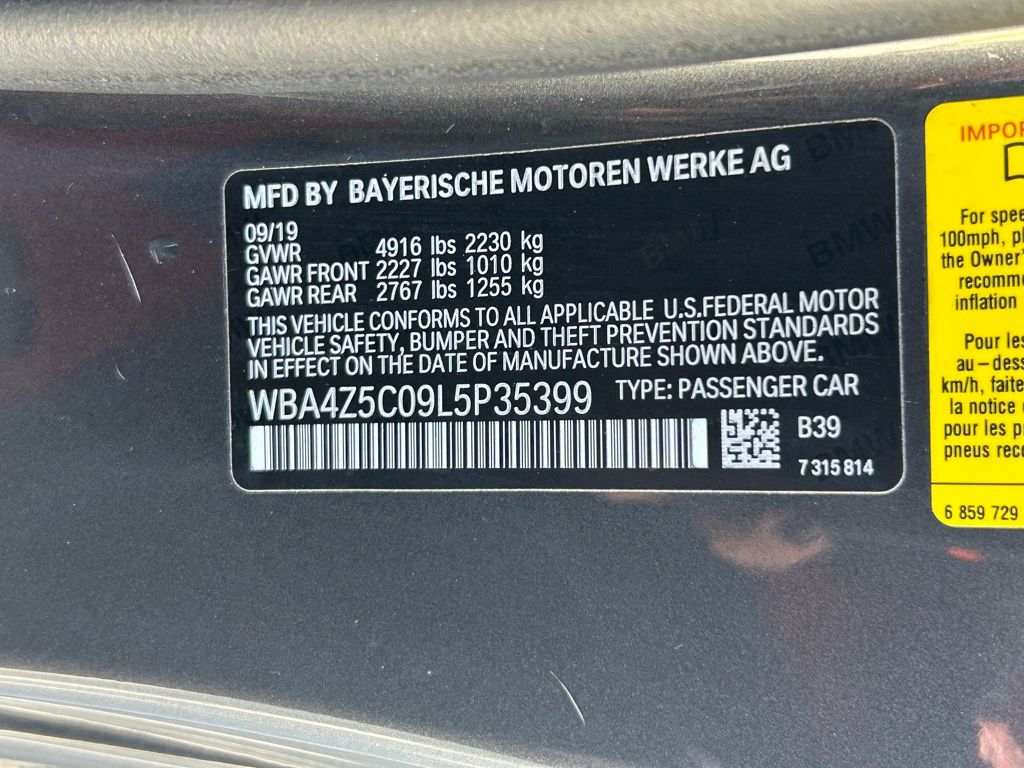 MFD BY BAYERISCHE MOTOREN WERKE AG
09/19
GVWR 4916 lbs 2230 kg
GAWR FRONT 2227 lbs 1010 kg
GAWR REAR 2767 lbs 1255 kg
THIS VEHICLE CONFORMS TO ALL APPLICABLE U.S.FEDERAL MOTOR
VEHICLE SAFETY, BUMPER AND THEFT PREVENTION STANDARDS
IN EFFECT ON THE DATE OF MANUFACTURE SHOWN ABOVE.
WBA4Z5C09L5P35399 TYPE: PASSENGER CAR
B39
7 315 814
IMPOR
For spee
100mph, pl
the Owner'
recomme
inflation
Pour les
au-dess
km/h, faite
la notice
pour les p
pneus rece
6 859 729